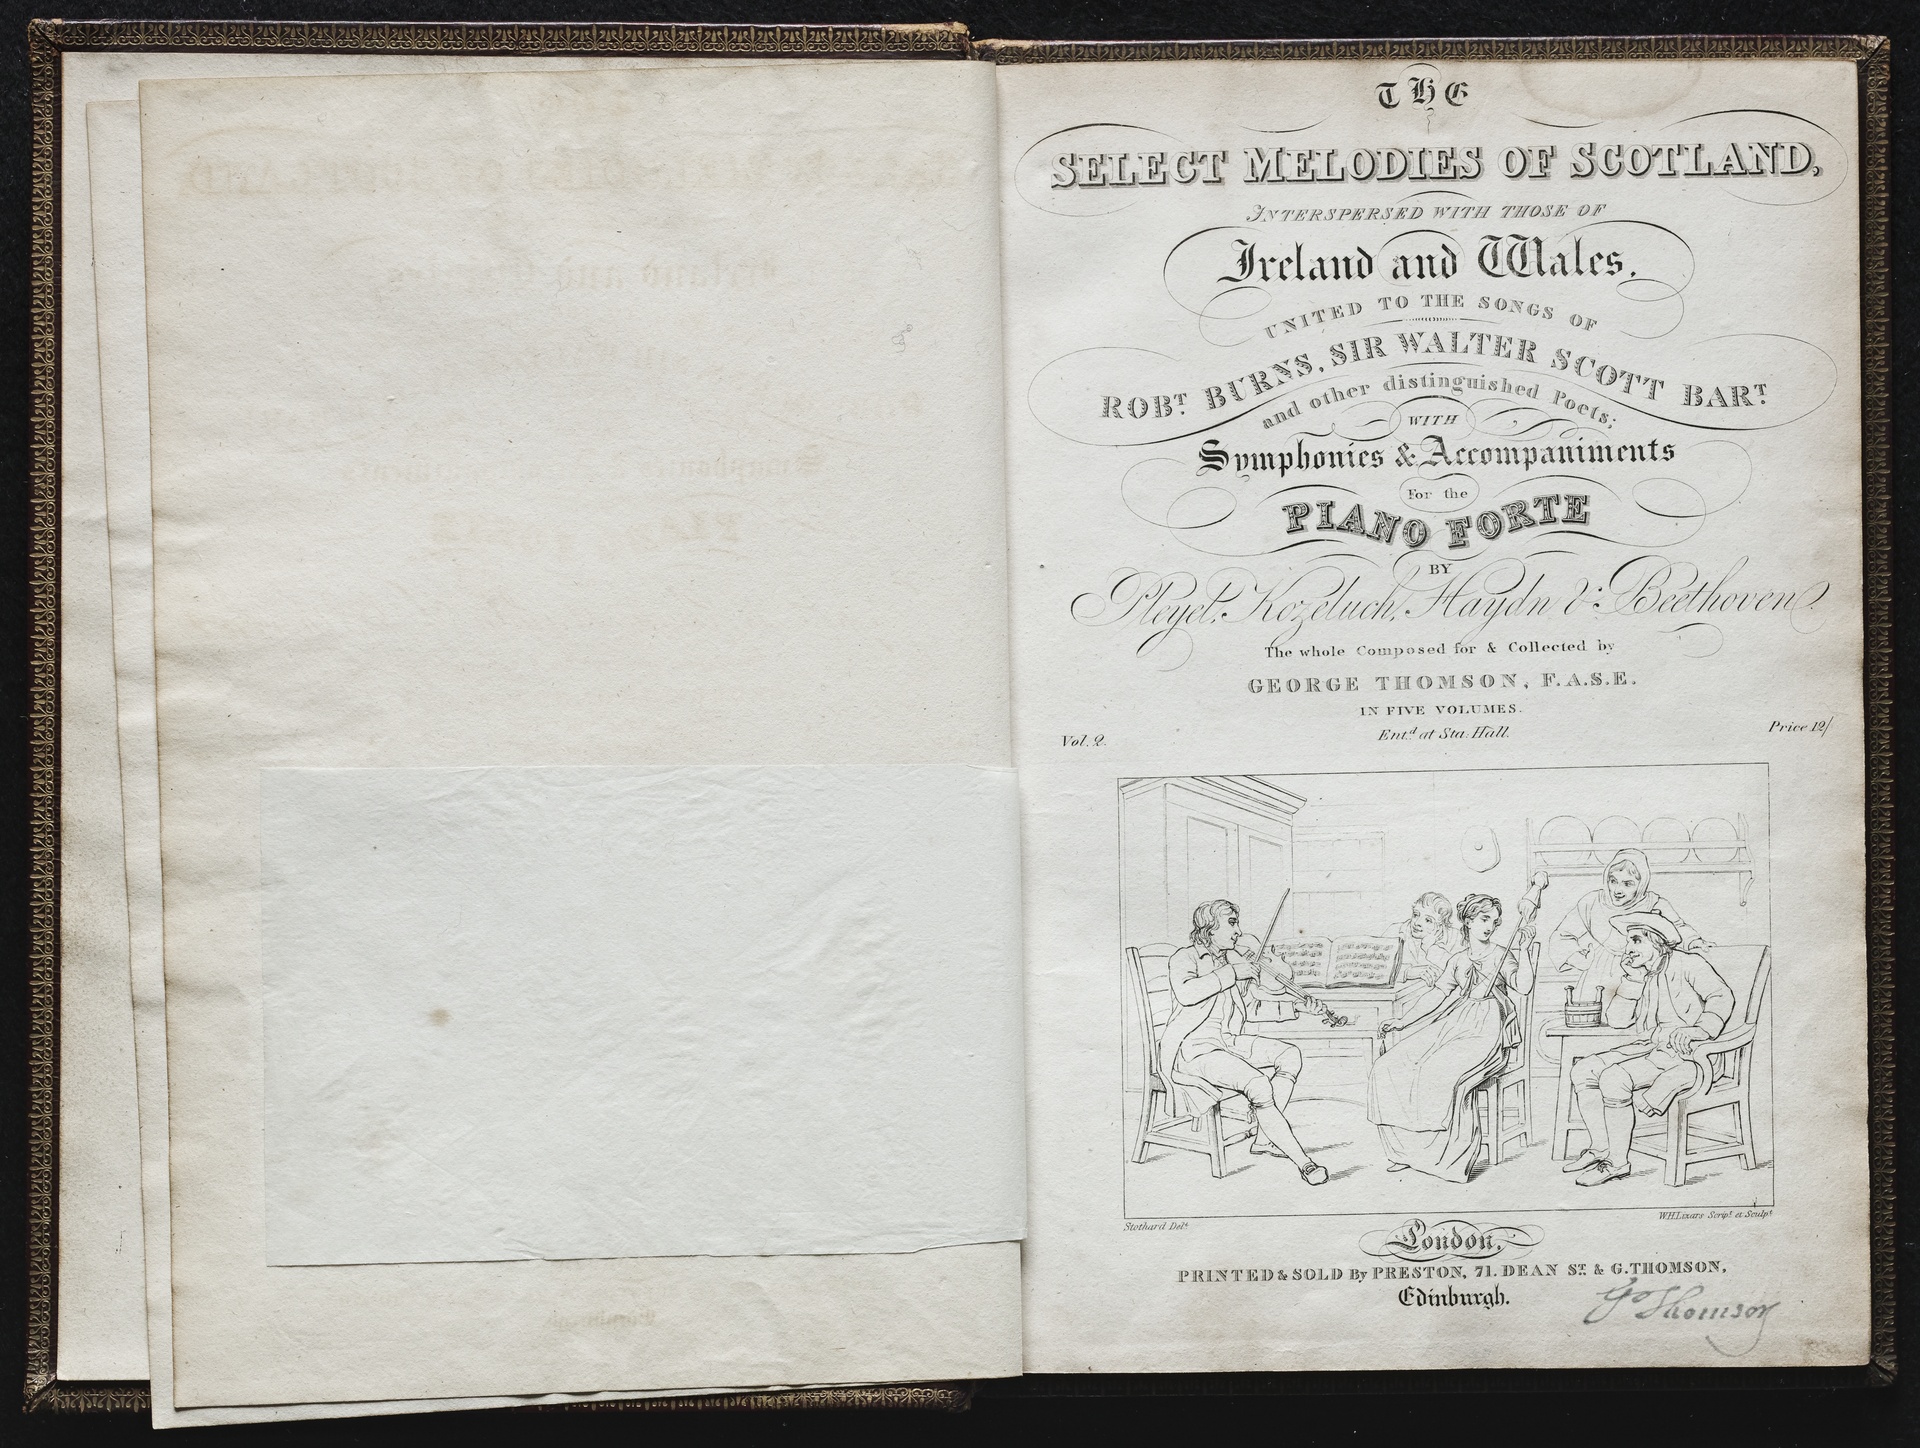 THE
SELECT MELODIES OF SCOTLAND,
INTERSPERSED WITH THOSE OF
Ireland and Wales,
UNITED TO THE SONGS OF
ROBT BURNS, SIR WALTER SCOTT BART.
and other distinguished Poets;
WITH
Symphonies & Accompaniments
For the
PIANO FORTE
BY
Pleyel, Kozeluch, Haydn & Beethoven.
The whole Composed for & Collected by
GEORGE THOMSON, F.A.S.E.
IN FIVE VOLUMES.
Vol. 2. Entd. at Sta. Hall. Price 12/
Stothard Delt. W.H.Lizars Script. et Sculpt.
London,
PRINTED & SOLD By PRESTON, 71. DEAN ST. & G. THOMSON,
Edinburgh.
Go Thomson